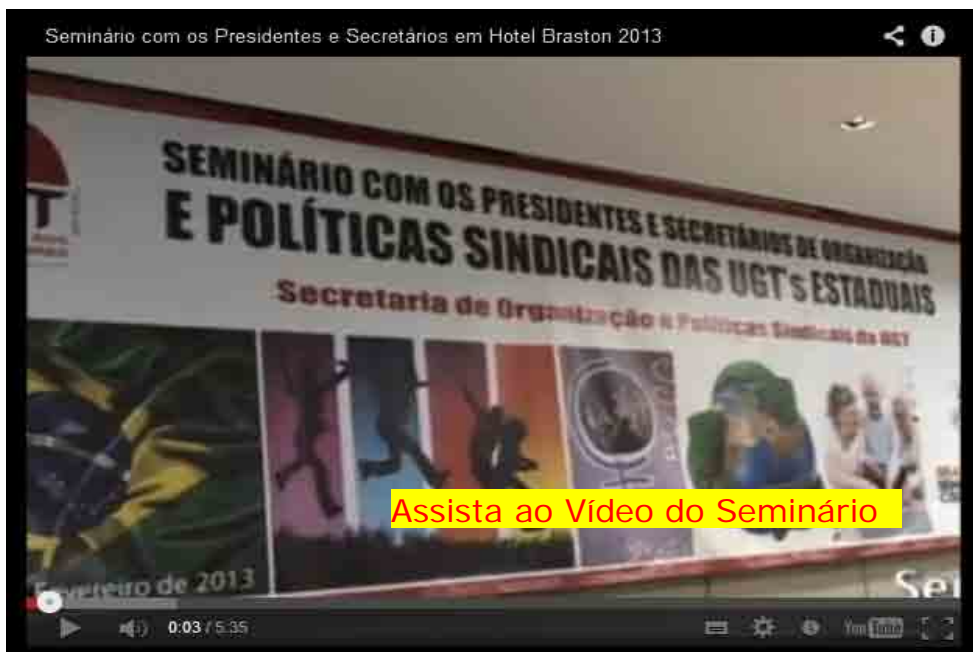 Seminário com os Presidentes e Secretários em Hotel Braston 2013
SEMINÁRIO COM OS PRESIDENTES E SECRETÁRIOS DE ORGANIZAÇÃO
E POLÍTICAS SINDICAIS DAS UGT's ESTADUAIS
Secretaria de Organização e Políticas Sindicais da UGT
Assista ao Vídeo do Seminário
Fevereiro de 2013
Se
0:03 / 5:35
YouTube